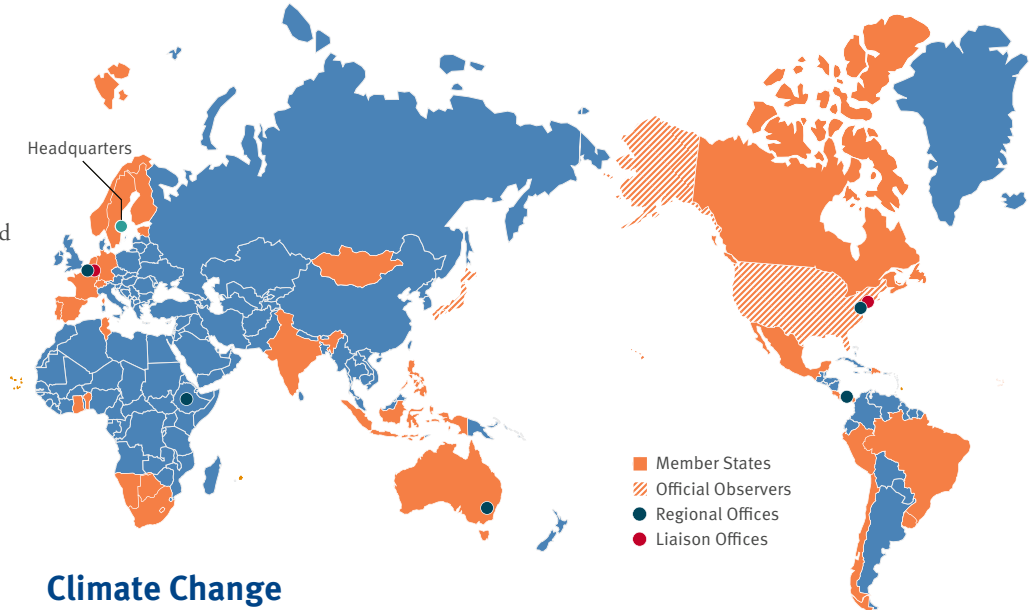 Headquarters
d
Member States
Official Observers
Regional Offices
Liaison Offices
Climate Change